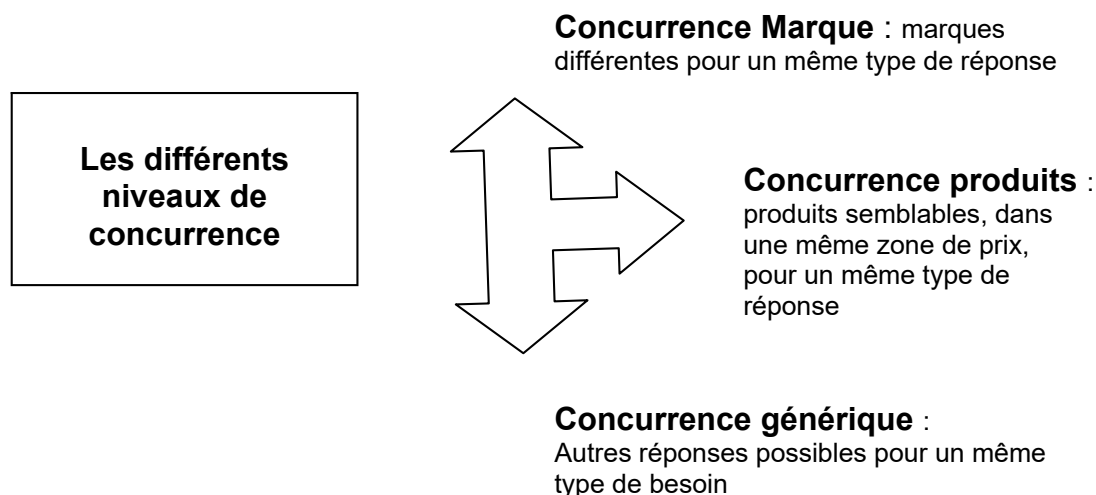 Concurrence Marque : marques
différentes pour un même type de réponse
Les différents
niveaux de
concurrence
Concurrence produits :
produits semblables, dans
une même zone de prix,
pour un même type de
réponse
Concurrence générique :
Autres réponses possibles pour un même
type de besoin